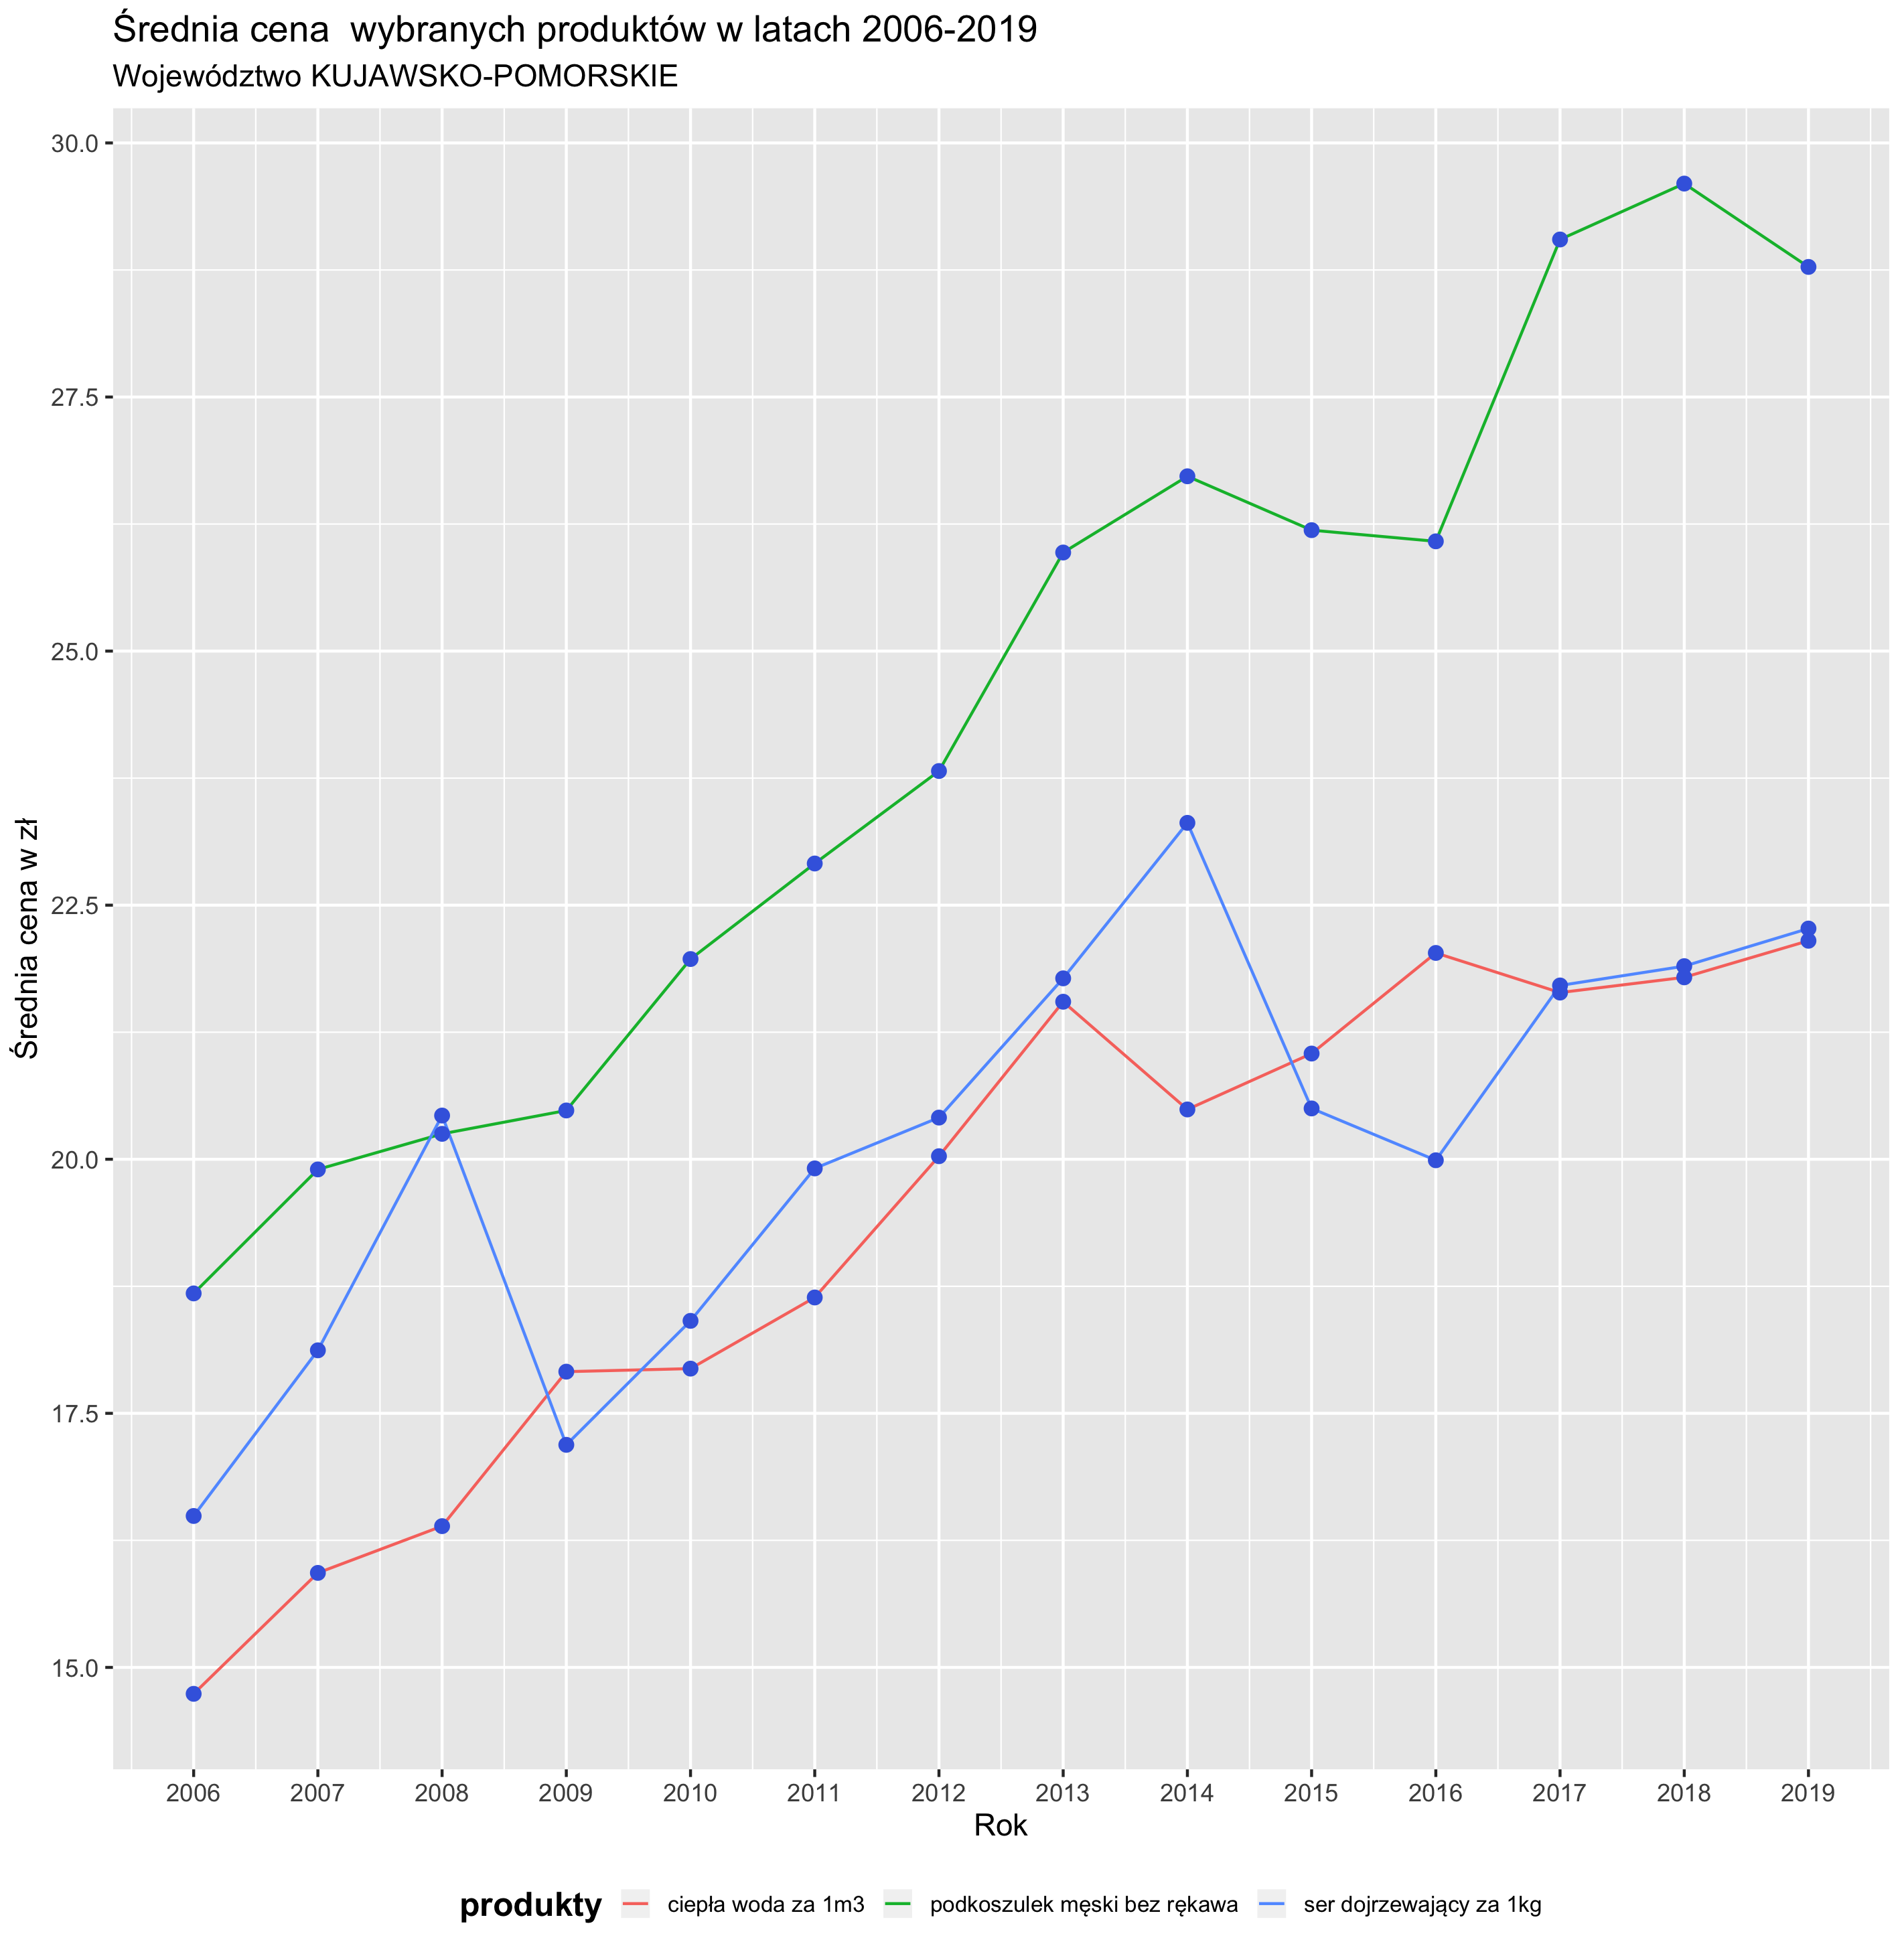 Średnia cena  wybranych produktów w latach 2006-2019
Województwo KUJAWSKO-POMORSKIE
Średnia cena w zł
30.0
27.5
25.0
22.5
20.0
17.5
15.0
2006 2007 2008 2009 2010 2011 2012 2013 2014 2015 2016 2017 2018 2019
Rok
produkty ciepła woda za 1m3 podkoszulek męski bez rękawa ser dojrzewający za 1kg